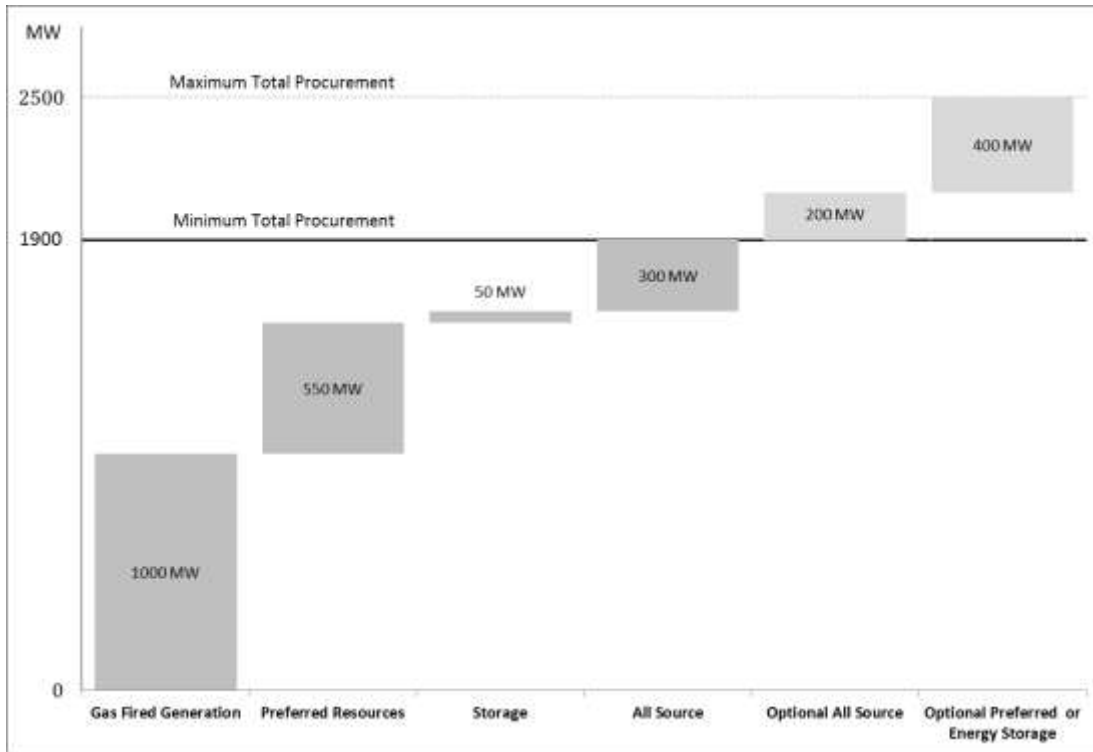 MW
Maximum Total Procurement
2500
400 MW
200 MW
Minimum Total Procurement
1900
300 MW
50 MW
550 MW
1000 MW
0
Gas Fired Generation
Preferred Resources
Storage
All Source
Optional All Source
Optional Preferred or
Energy Storage